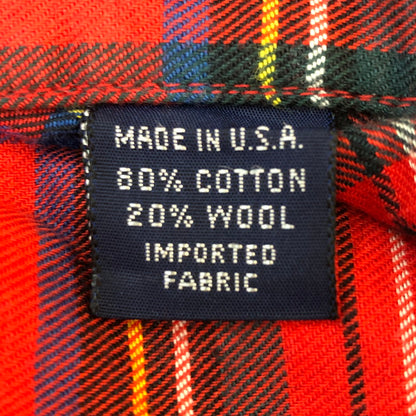 MADE IN U.S.A.
80% COTTON
20% WOOL
IMPORTED
FABRIC